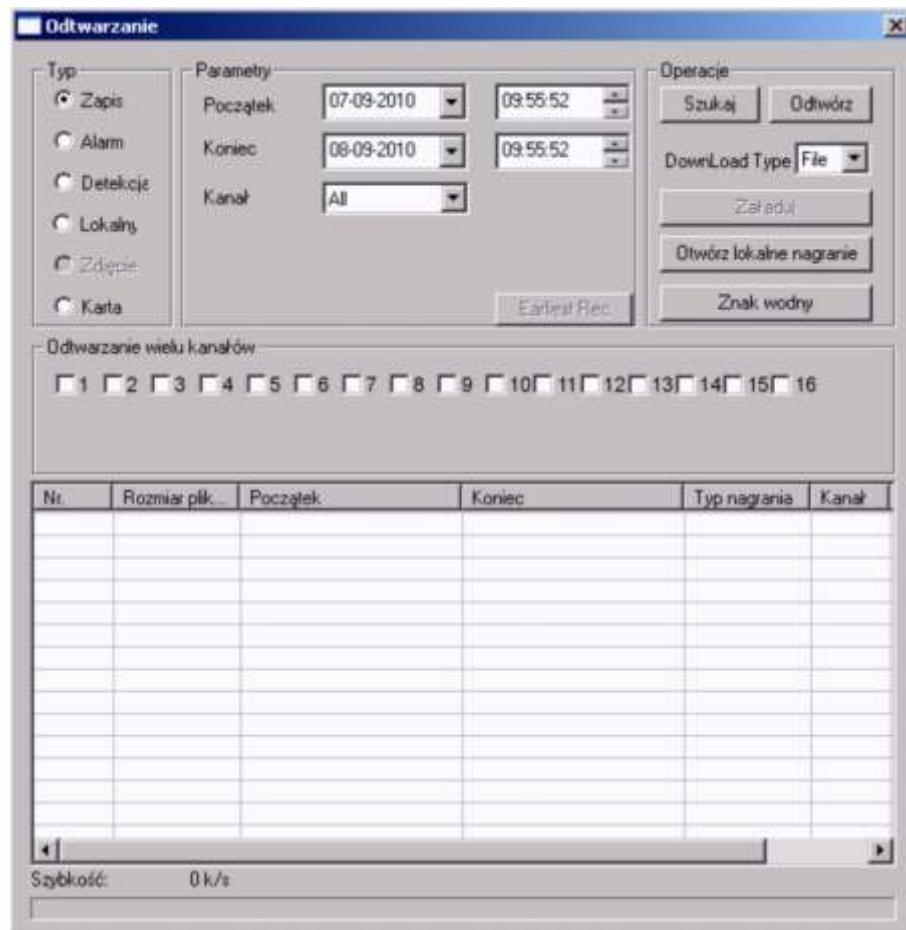 Odtwarzanie
Typ
Zapis
Alarm
Detekcja
Lokalny
Zdjęcie
Karta
Parametry
Początek 07-09-2010 09:55:52
Koniec 08-09-2010 09:55:52
Kanał All
Earliest Rec
Operacje
Szukaj Odtwórz
DownLoad Type File
Załaduj
Otwórz lokalne nagranie
Znak wodny
Odtwarzanie wielu kanałów
1 2 3 4 5 6 7 8 9 10 11 12 13 14 15 16
Nr. Rozmiar plik... Początek Koniec Typ nagrania Kanał
Szybkość: 0 k/s